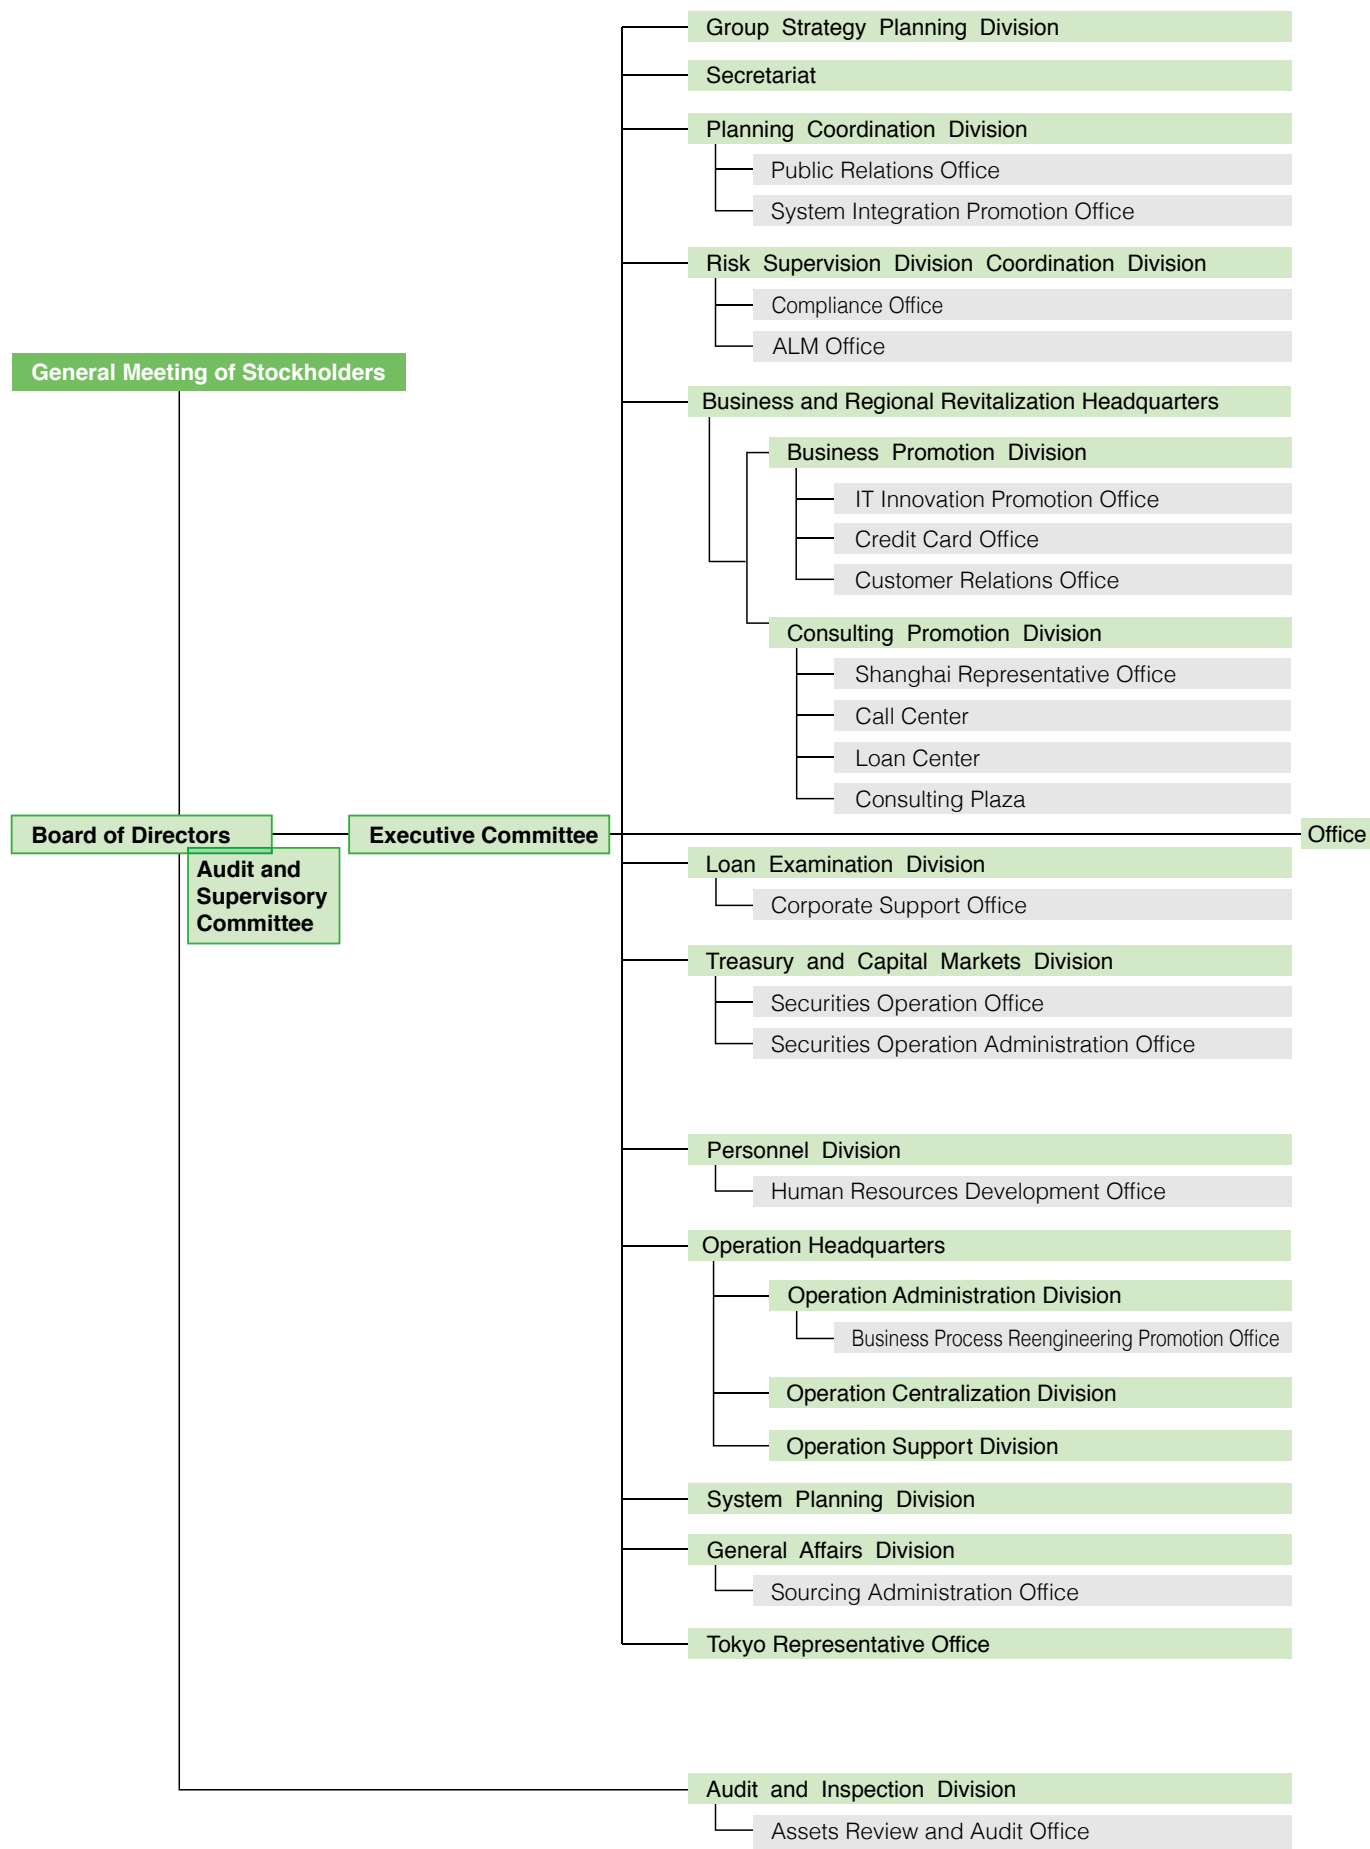 Group Strategy Planning Division
Secretariat
Planning Coordination Division
Public Relations Office
System Integration Promotion Office
Risk Supervision Division Coordination Division
Compliance Office
ALM Office
General Meeting of Stockholders
Business and Regional Revitalization Headquarters
Business Promotion Division
IT Innovation Promotion Office
Credit Card Office
Customer Relations Office
Consulting Promotion Division
Shanghai Representative Office
Call Center
Loan Center
Consulting Plaza
Board of Directors
Executive Committee
Office
Audit and
Supervisory
Committee
Loan Examination Division
Corporate Support Office
Treasury and Capital Markets Division
Securities Operation Office
Securities Operation Administration Office
Personnel Division
Human Resources Development Office
Operation Headquarters
Operation Administration Division
Business Process Reengineering Promotion Office
Operation Centralization Division
Operation Support Division
System Planning Division
General Affairs Division
Sourcing Administration Office
Tokyo Representative Office
Audit and Inspection Division
Assets Review and Audit Office